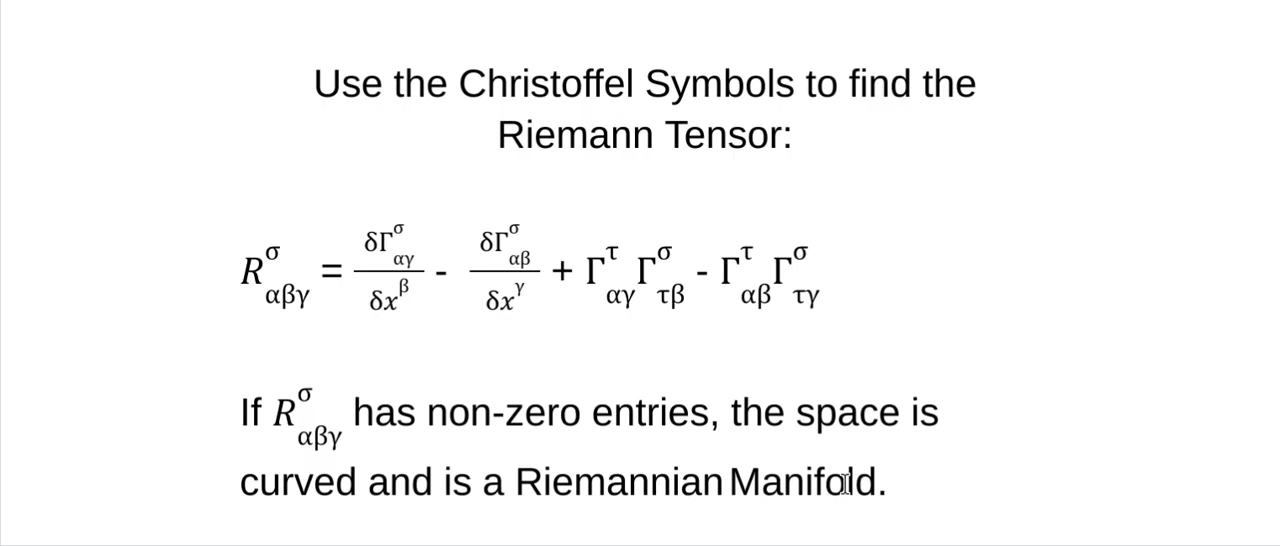 Use the Christoffel Symbols to find the
Riemann Tensor:
R^σ_αβγ = δΓ^σ_αγ/δx^β - δΓ^σ_αβ/δx^γ + Γ^τ_αγ Γ^σ_τβ - Γ^τ_αβ Γ^σ_τγ
If R^σ_αβγ has non-zero entries, the space is
curved and is a Riemannian Manifold.